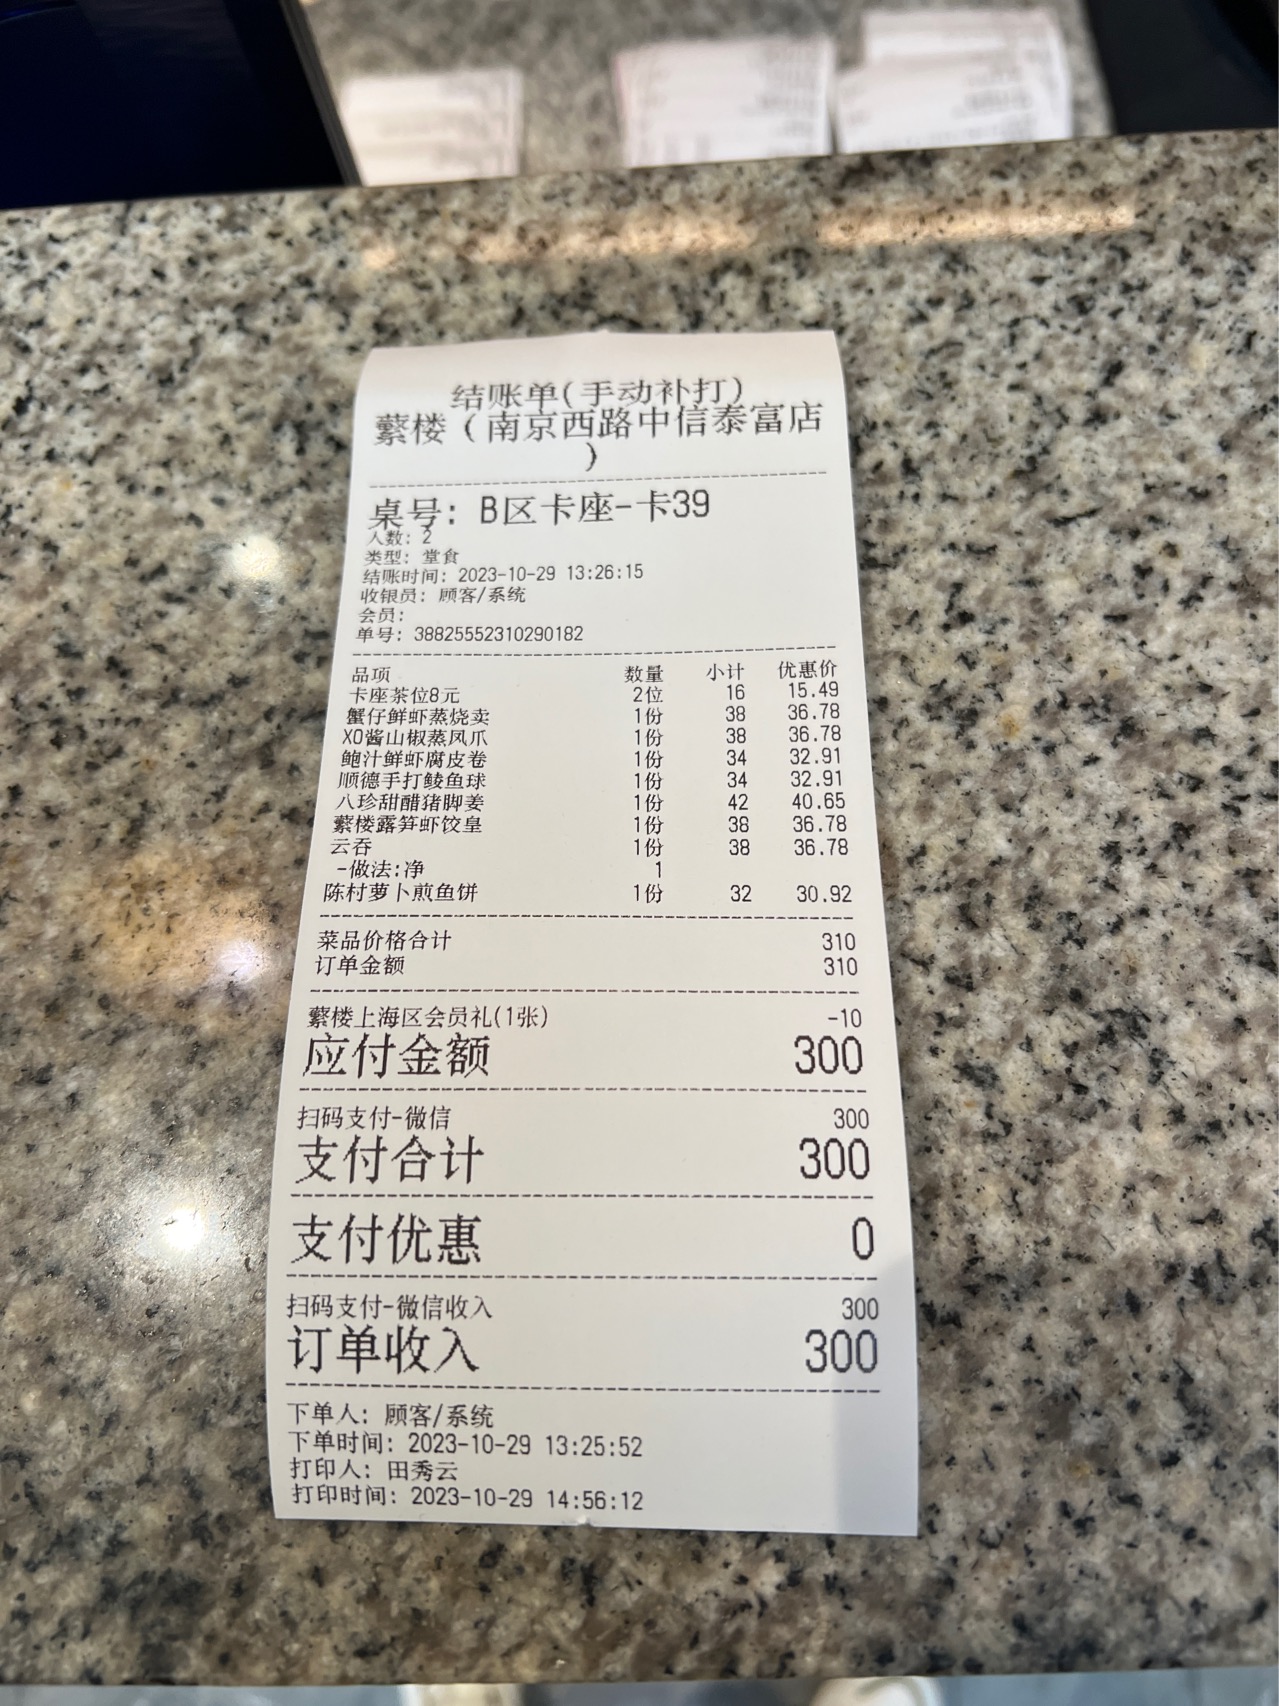 结账单(手动补打)
蘩楼（南京西路中信泰富店
）
桌号: B区卡座-卡39
人数: 2
类型: 堂食
结账时间: 2023-10-29 13:26:15
收银员: 顾客/系统
会员:
单号: 38825552310290182
品项 数量 小计 优惠价
卡座茶位8元 2位 16 15.49
蟹仔鲜虾蒸烧卖 1份 38 36.78
XO酱山椒蒸凤爪 1份 38 36.78
鲍汁鲜虾腐皮卷 1份 34 32.91
顺德手打鲮鱼球 1份 34 32.91
八珍甜醋猪脚姜 1份 42 40.65
蘩楼露笋虾饺皇 1份 38 36.78
云吞 1份 38 36.78
-做法:净 1
陈村萝卜煎鱼饼 1份 32 30.92
菜品价格合计 310
订单金额 310
蘩楼上海区会员礼(1张) -10
应付金额 300
扫码支付-微信 300
支付合计 300
支付优惠 0
扫码支付-微信收入 300
订单收入 300
下单人: 顾客/系统
下单时间: 2023-10-29 13:25:52
打印人: 田秀云
打印时间: 2023-10-29 14:56:12